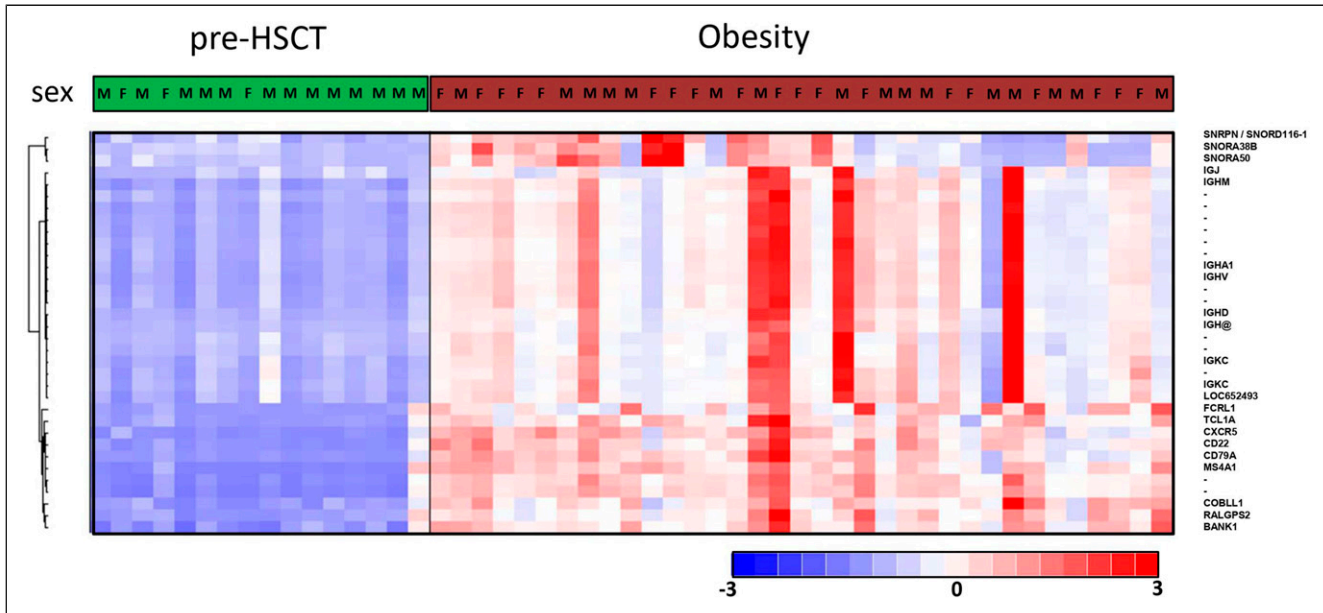 pre-HSCT Obesity
sex M F M F M M M F M M M M M M M M F M F F F F M M M M F F F M F M F F F M F M M M F F M M F M M F F F M
SNRPN / SNORD116-1
SNORA38B
SNORA50
IGJ
IGHM
-
-
-
-
-
-
IGHA1
IGHV
-
-
IGHD
IGH@
-
-
IGKC
-
IGKC
LOC652493
FCRL1
TCL1A
CXCR5
CD22
CD79A
MS4A1
-
-
COBLL1
RALGPS2
BANK1
-3 0 3